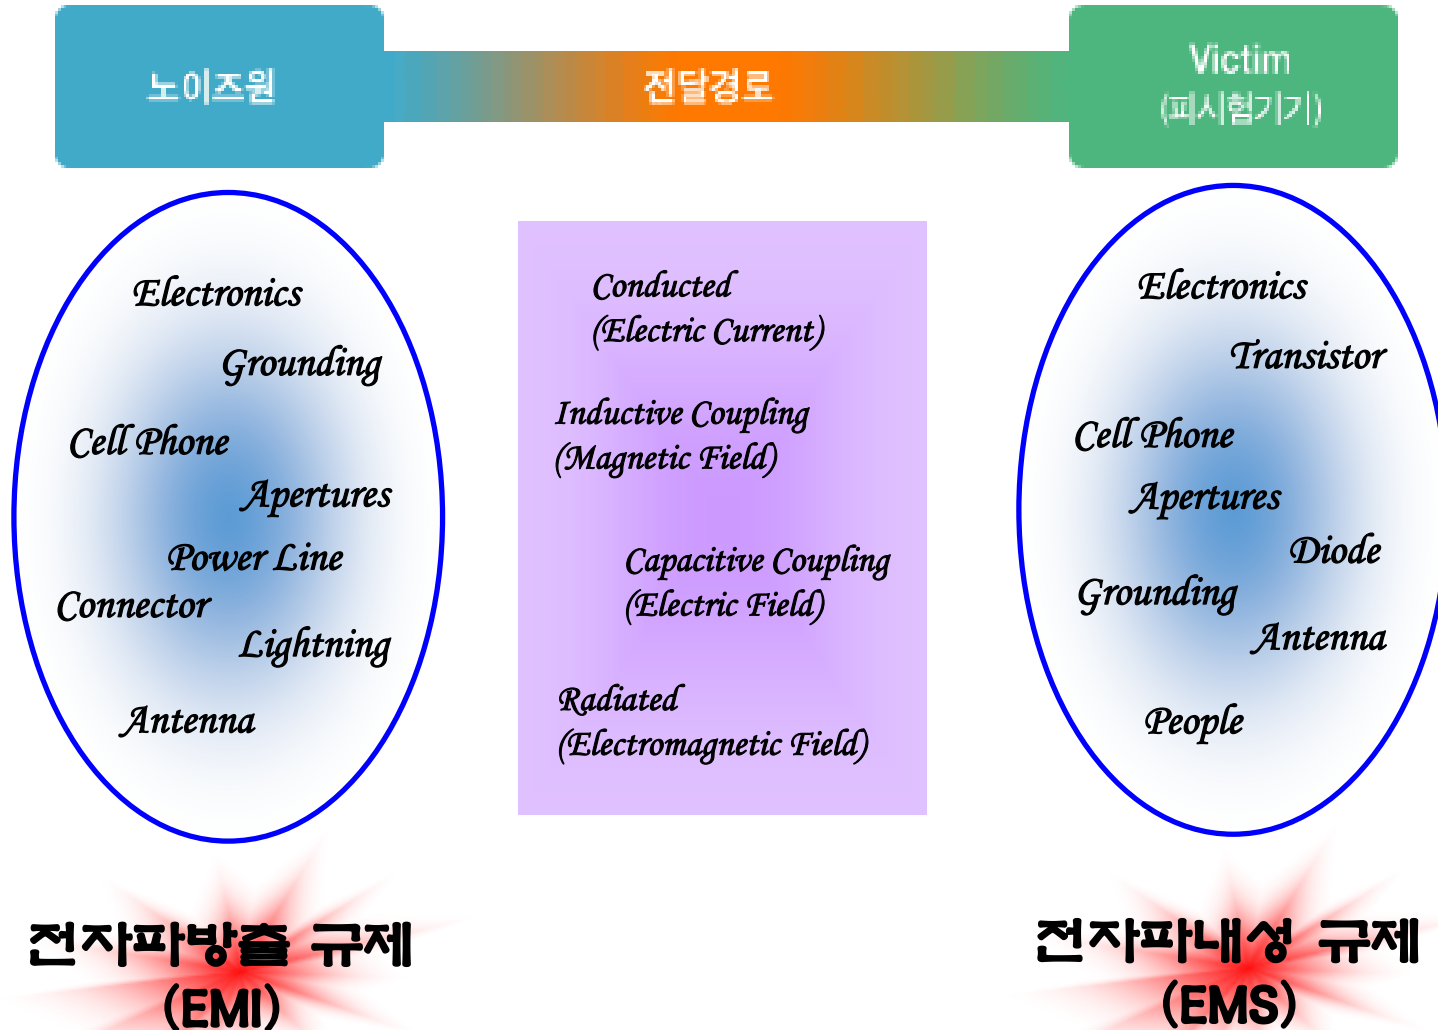 노이즈원
전달경로
Victim
(피시험기기)
Electronics
Grounding
Cell Phone
Apertures
Power Line
Connector
Lightning
Antenna
Conducted
(Electric Current)
Inductive Coupling
(Magnetic Field)
Capacitive Coupling
(Electric Field)
Radiated
(Electromagnetic Field)
Electronics
Transistor
Cell Phone
Apertures
Diode
Grounding
Antenna
People
전자파방출 규제
(EMI)
전자파내성 규제
(EMS)